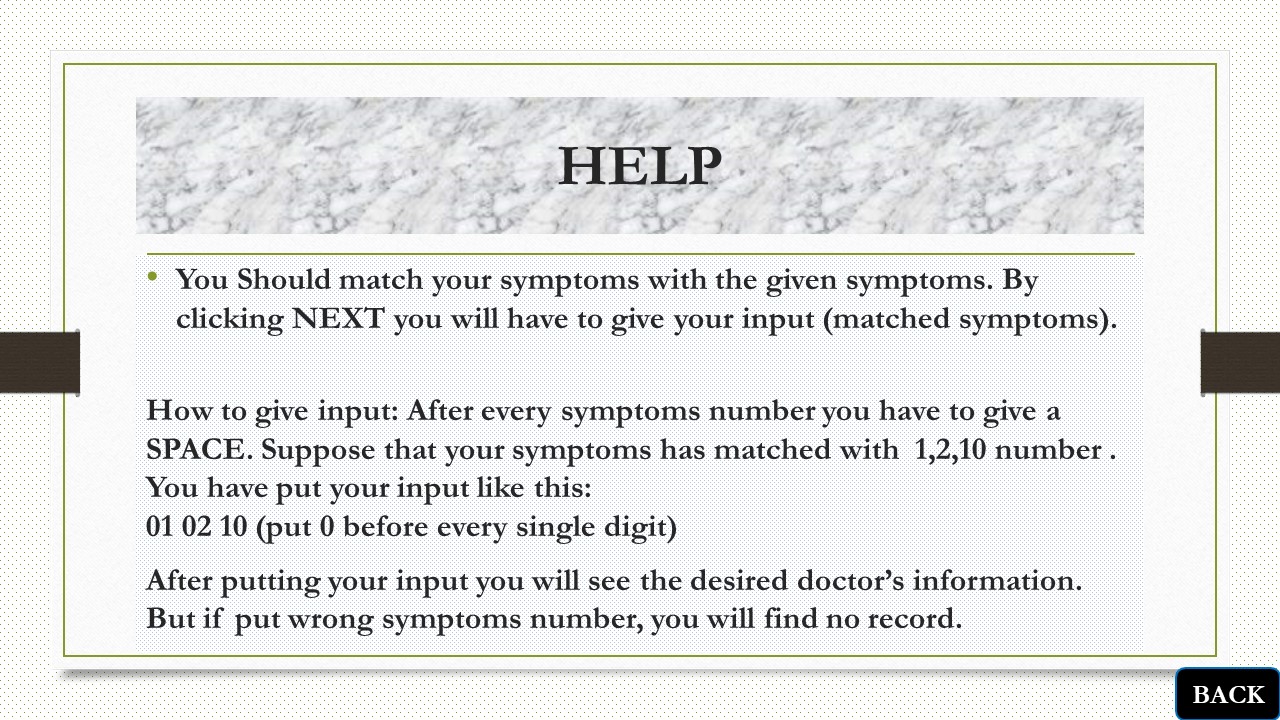 HELP
• You Should match your symptoms with the given symptoms. By
clicking NEXT you will have to give your input (matched symptoms).
How to give input: After every symptoms number you have to give a
SPACE. Suppose that your symptoms has matched with 1,2,10 number .
You have put your input like this:
01 02 10 (put 0 before every single digit)
After putting your input you will see the desired doctor’s information.
But if put wrong symptoms number, you will find no record.
BACK